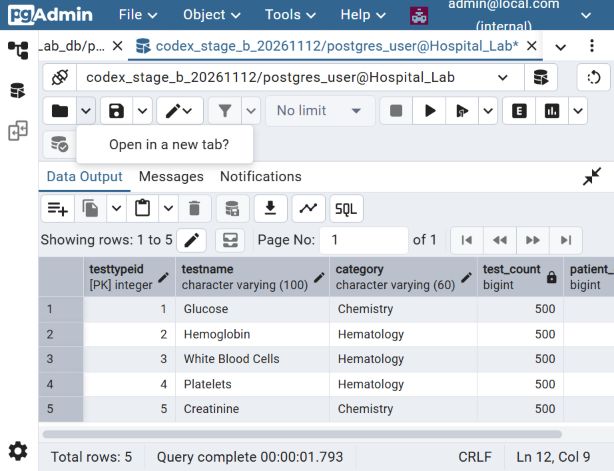 pgAdmin File Object Tools Help admin@local.com (internal)
_ab_db/p... codex_stage_b_20261112/postgres_user@Hospital_Lab*
codex_stage_b_20261112/postgres_user@Hospital_Lab
No limit E
Open in a new tab?
Data Output Messages Notifications
SQL
Showing rows: 1 to 5 Page No: 1 of 1
testtypeid testname category test_count patient_
[PK] integer character varying (100) character varying (60) bigint bigint
1 1 Glucose Chemistry 500
2 2 Hemoglobin Hematology 500
3 3 White Blood Cells Hematology 500
4 4 Platelets Hematology 500
5 5 Creatinine Chemistry 500
Total rows: 5 Query complete 00:00:01.793 CRLF Ln 12, Col 9